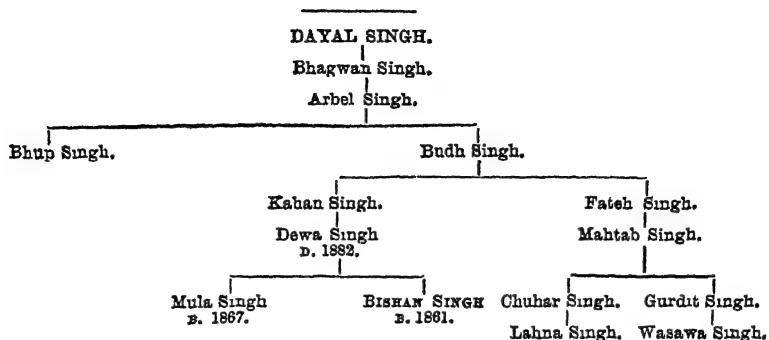 DAYAL SINGH.
Bhagwan Singh.
Arbel Singh.
Bhup Singh. Budh Singh.
Kahan Singh. Fateh Singh.
Dewa Singh Mahtab Singh.
D. 1882.
Mula Singh BISHAN SINGH Chuhar Singh. Gurdit Singh.
B. 1867. B. 1861.
Lahna Singh. Wasawa Singh.